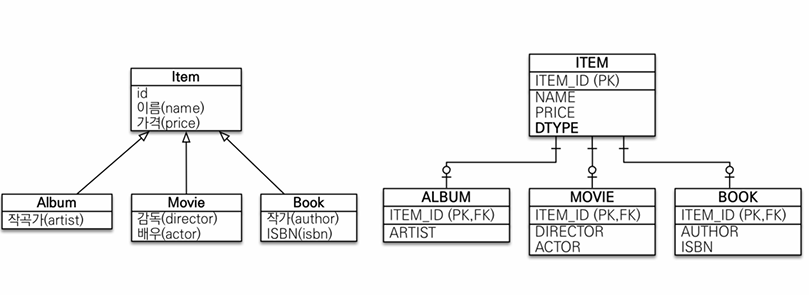 Item
id
이름(name)
가격(price)
Album
작곡가(artist)
Movie
감독(director)
배우(actor)
Book
작가(author)
ISBN(isbn)
ITEM
ITEM_ID (PK)
NAME
PRICE
DTYPE
ALBUM
ITEM_ID (PK,FK)
ARTIST
MOVIE
ITEM_ID (PK,FK)
DIRECTOR
ACTOR
BOOK
ITEM_ID (PK,FK)
AUTHOR
ISBN